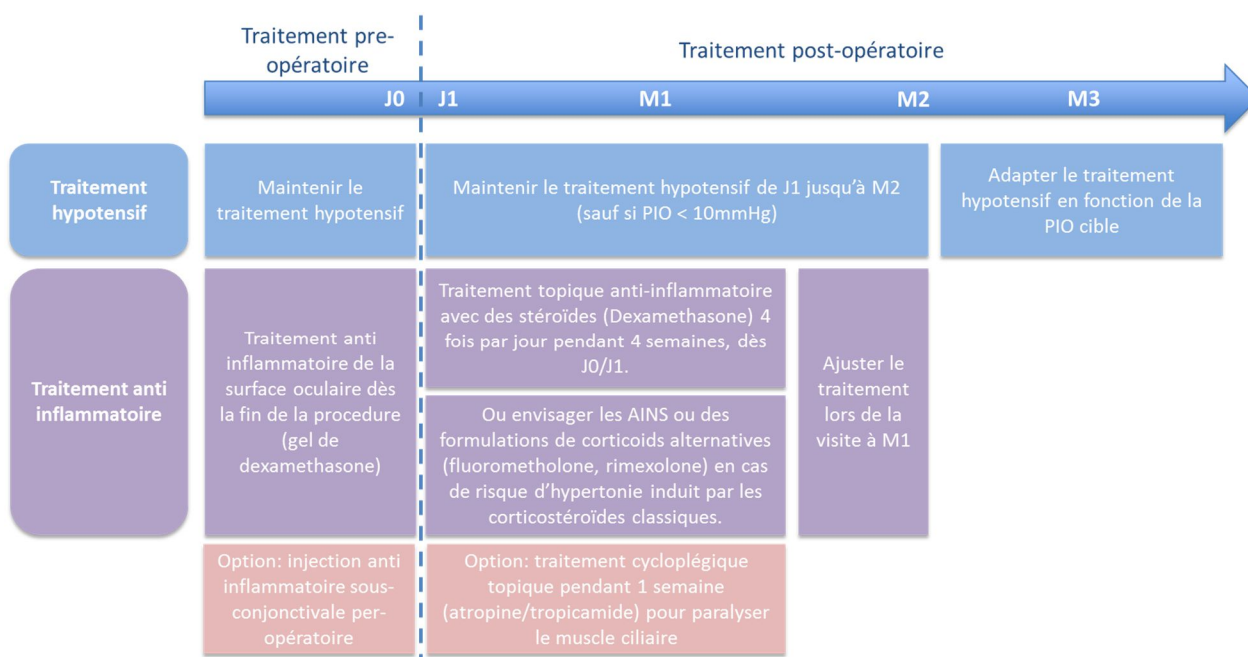 Traitement pre-
opératoire
Traitement post-opératoire
J0
J1
M1
M2
M3
Traitement
hypotensif
Maintenir le
traitement hypotensif
Maintenir le traitement hypotensif de J1 jusqu'à M2
(sauf si PIO < 10mmHg)
Adapter le traitement
hypotensif en fonction de la
PIO cible
Traitement anti
inflammatoire
Traitement anti
inflammatoire de la
surface oculaire dès
la fin de la procedure
(gel de
dexamethasone)
Traitement topique anti-inflammatoire
avec des stéroïdes (Dexamethasone) 4
fois par jour pendant 4 semaines, dès
J0/J1.
Ou envisager les AINS ou des
formulations de corticoids alternatives
(fluorometholone, rimexolone) en cas
de risque d'hypertonie induit par les
corticostéroïdes classiques.
Ajuster le
traitement
lors de la
visite à M1
Option: injection anti
inflammatoire sous-
conjonctivale per-
opératoire
Option: traitement cycloplégique
topique pendant 1 semaine
(atropine/tropicamide) pour paralyser
le muscle ciliaire